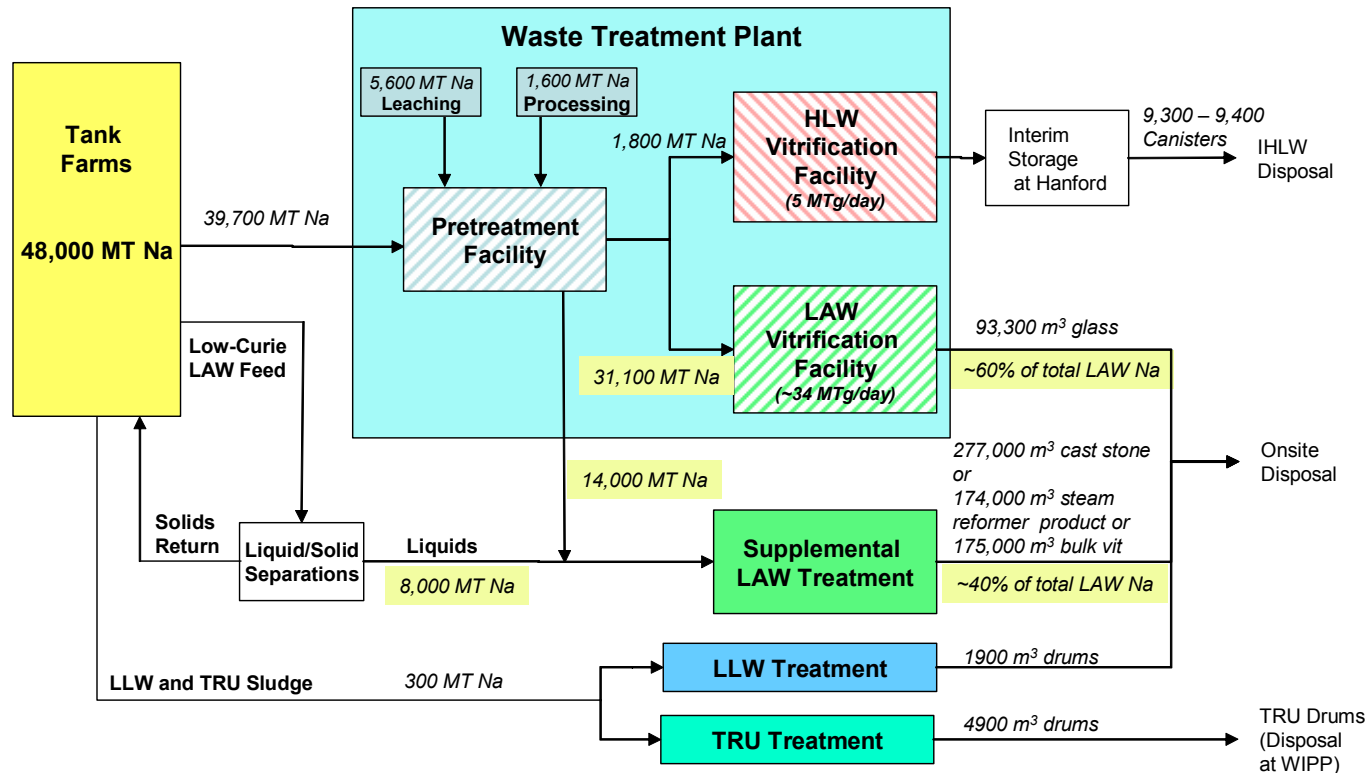 Waste Treatment Plant
Tank
Farms
48,000 MT Na
5,600 MT Na
Leaching
1,600 MT Na
Processing
39,700 MT Na
Pretreatment
Facility
1,800 MT Na
HLW
Vitrification
Facility
(5 MTg/day)
Interim
Storage
at Hanford
9,300 – 9,400
Canisters
IHLW
Disposal
31,100 MT Na
LAW
Vitrification
Facility
(~34 MTg/day)
93,300 m³ glass
~60% of total LAW Na
Low-Curie
LAW Feed
14,000 MT Na
277,000 m³ cast stone
or
174,000 m³ steam
reformer product or
175,000 m³ bulk vit
~40% of total LAW Na
Onsite
Disposal
Solids
Return
Liquid/Solid
Separations
Liquids
8,000 MT Na
Supplemental
LAW Treatment
LLW and TRU Sludge
300 MT Na
LLW Treatment
1900 m³ drums
TRU Treatment
4900 m³ drums
TRU Drums
(Disposal
at WIPP)